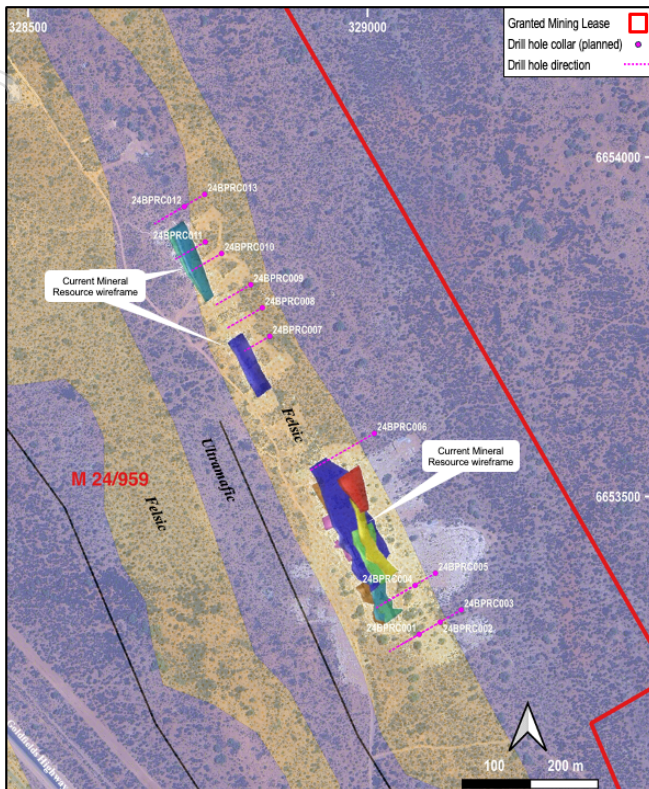 328500
329000
Granted Mining Lease
Drill hole collar (planned)
Drill hole direction
6654000
24BPRC013
24BPRC012
24BPRC011
24BPRC010
Current Mineral
Resource wireframe
24BPRC009
24BPRC008
24BPRC007
Felsic
24BPRC006
Ultramafic
Current Mineral
Resource wireframe
M 24/959
Felsic
6653500
24BPRC005
24BPRC004
24BPRC003
24BPRC001
24BPRC002
Goldfields Highway
100
200 m